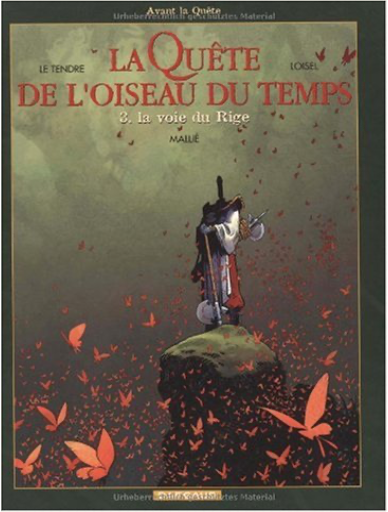 Avant la Quête
Urheberrechtlich geschütztes Material
LE TENDRE
LOISEL
LA QUÊTE
DE L'OISEAU DU TEMPS
3. la voie du Rige
MALLIÉ
Urheberrechtlich geschütztes Material